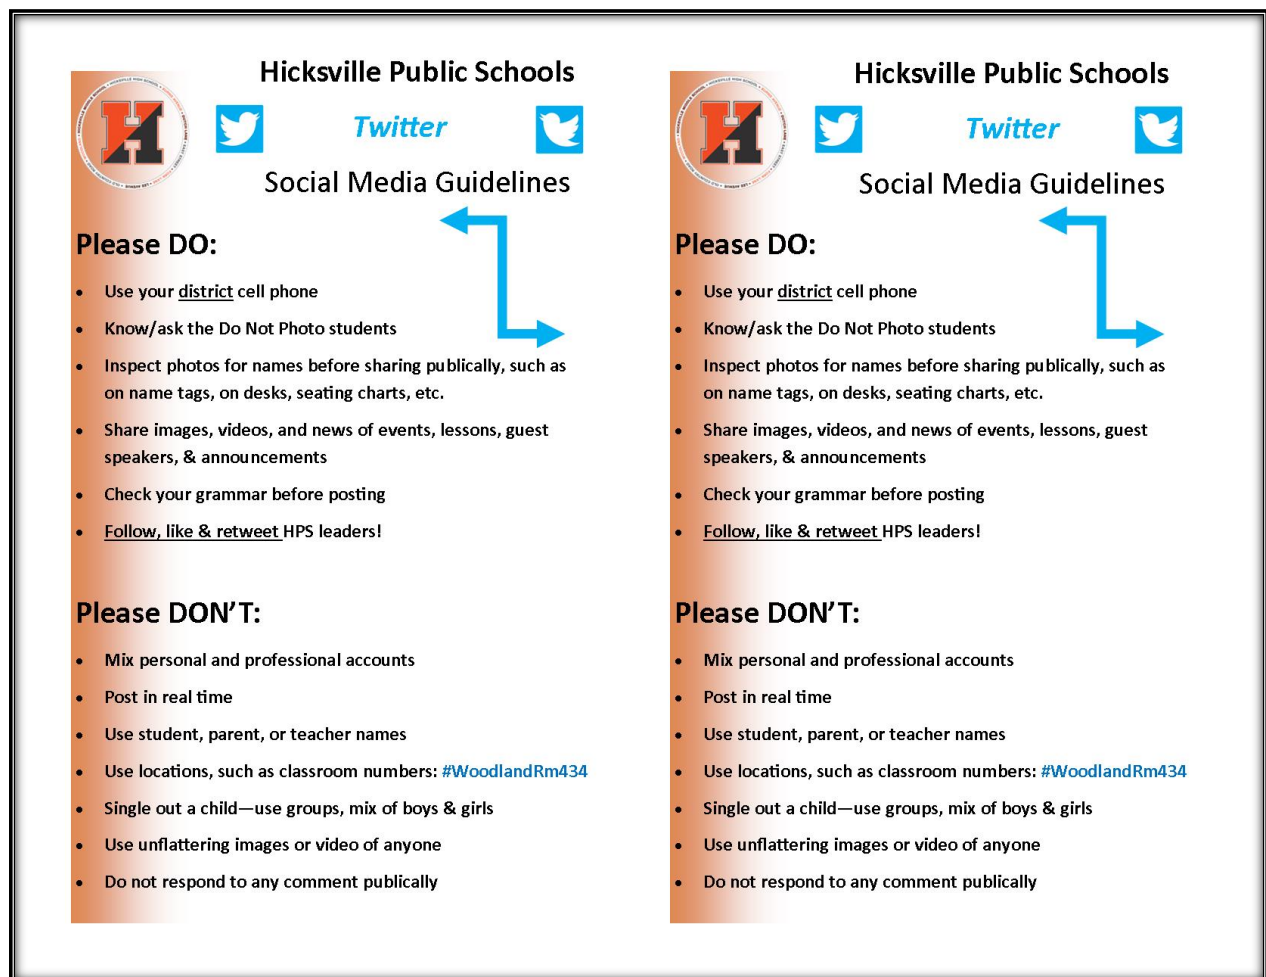 Hicksville Public Schools
Twitter
Social Media Guidelines
Please DO:
• Use your district cell phone
• Know/ask the Do Not Photo students
• Inspect photos for names before sharing publically, such as
on name tags, on desks, seating charts, etc.
• Share images, videos, and news of events, lessons, guest
speakers, & announcements
• Check your grammar before posting
• Follow, like & retweet HPS leaders!
Please DON'T:
• Mix personal and professional accounts
• Post in real time
• Use student, parent, or teacher names
• Use locations, such as classroom numbers: #WoodlandRm434
• Single out a child—use groups, mix of boys & girls
• Use unflattering images or video of anyone
• Do not respond to any comment publically
Hicksville Public Schools
Twitter
Social Media Guidelines
Please DO:
• Use your district cell phone
• Know/ask the Do Not Photo students
• Inspect photos for names before sharing publically, such as
on name tags, on desks, seating charts, etc.
• Share images, videos, and news of events, lessons, guest
speakers, & announcements
• Check your grammar before posting
• Follow, like & retweet HPS leaders!
Please DON'T:
• Mix personal and professional accounts
• Post in real time
• Use student, parent, or teacher names
• Use locations, such as classroom numbers: #WoodlandRm434
• Single out a child—use groups, mix of boys & girls
• Use unflattering images or video of anyone
• Do not respond to any comment publically